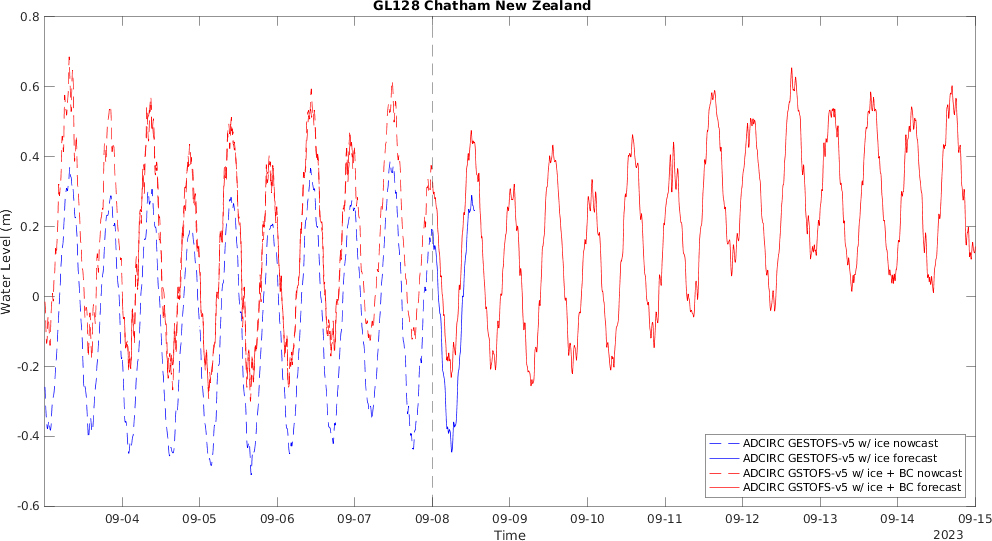 GL128 Chatham New Zealand
0.8
0.6
0.4
0.2
0
-0.2
-0.4
-0.6
Water Level (m)
ADCIRC GESTOFS-v5 w/ ice nowcast
ADCIRC GESTOFS-v5 w/ ice forecast
ADCIRC GSTOFS-v5 w/ ice + BC nowcast
ADCIRC GSTOFS-v5 w/ ice + BC forecast
09-04 09-05 09-06 09-07 09-08 09-09 09-10 09-11 09-12 09-13 09-14 09-15
Time
2023